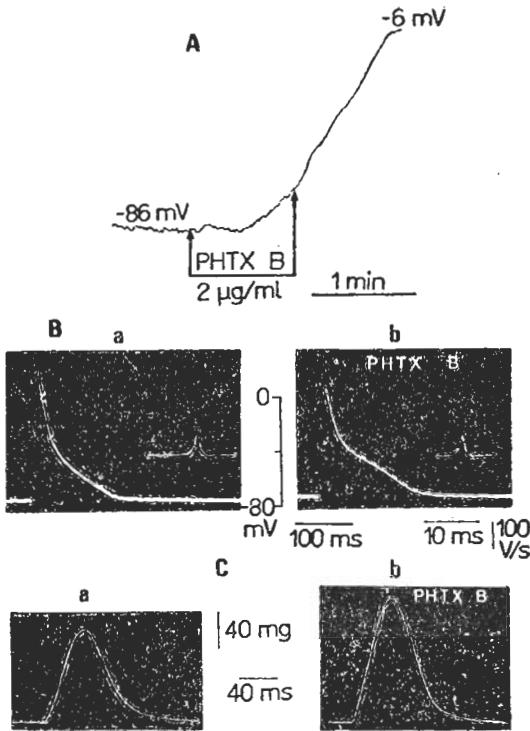 A
-6 mV
-86 mV
PHTX B
2 µg/ml
1 min
B
a
b
PHTX B
0
-80
mV
100 ms
10 ms
100
V/s
C
a
b
PHTX B
40 mg
40 ms